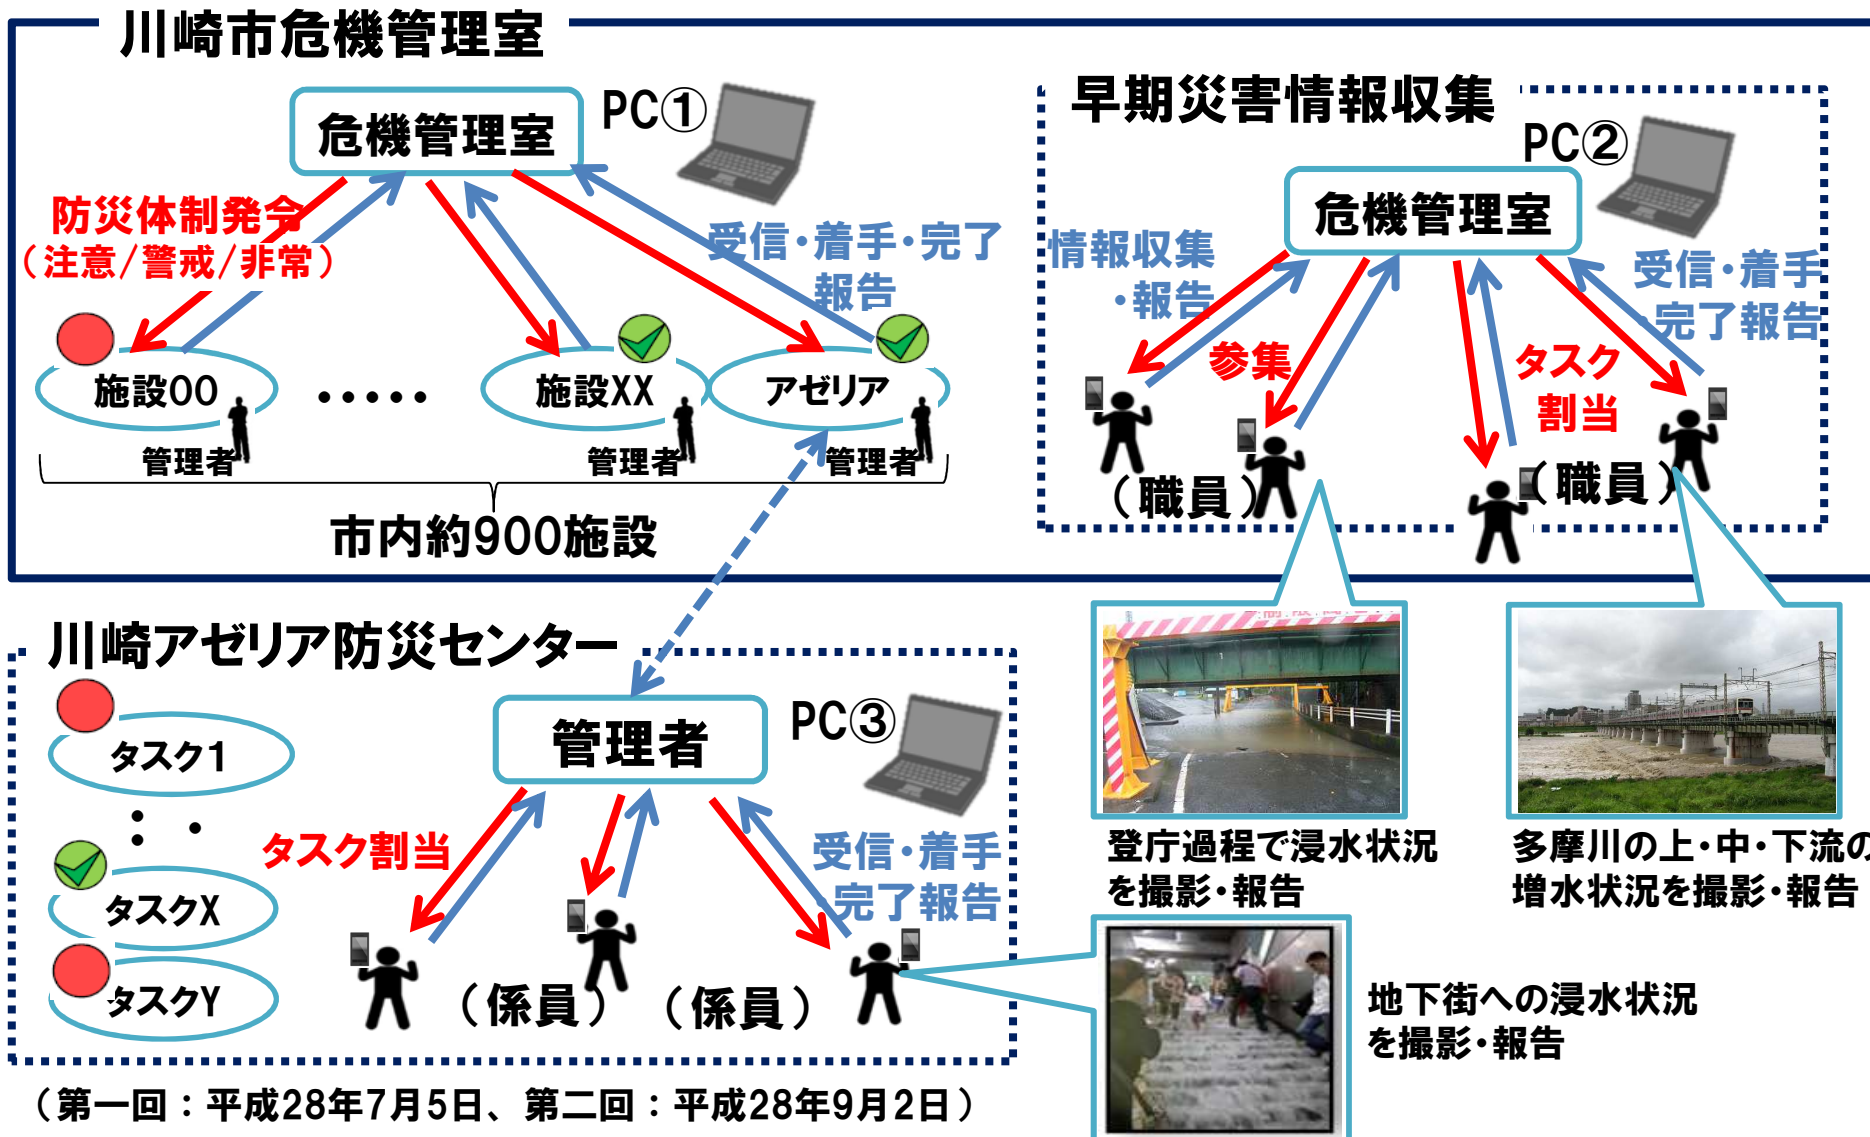 川崎市危機管理室
危機管理室
PC①
防災体制発令
（注意/警戒/非常）
受信・着手・完了
報告
施設〇〇
・・・・・
施設XX
アゼリア
管理者
管理者
管理者
市内約900施設
早期災害情報収集
PC②
危機管理室
情報収集
・報告
受信・着手
・完了報告
参集
タスク
割当
（職員）
（職員）
川崎アゼリア防災センター
管理者
PC③
タスク1
タスクX
タスクY
タスク割当
受信・着手
・完了報告
（係員）
（係員）
登庁過程で浸水状況
を撮影・報告
多摩川の上・中・下流の
増水状況を撮影・報告
地下街への浸水状況
を撮影・報告
（第一回：平成28年7月5日、第二回：平成28年9月2日）